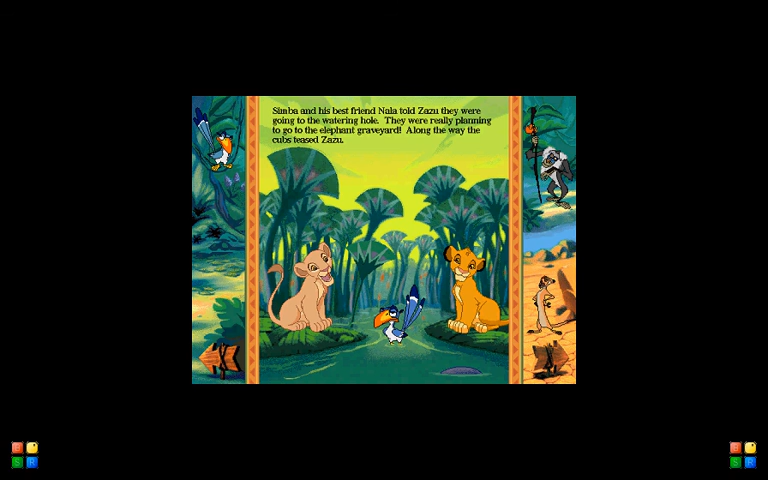 Simba and his best friend Nala told Zazu they were
going to the watering hole.  They were really planning
to go to the elephant graveyard!  Along the way the
cubs teased Zazu.
S R
S R